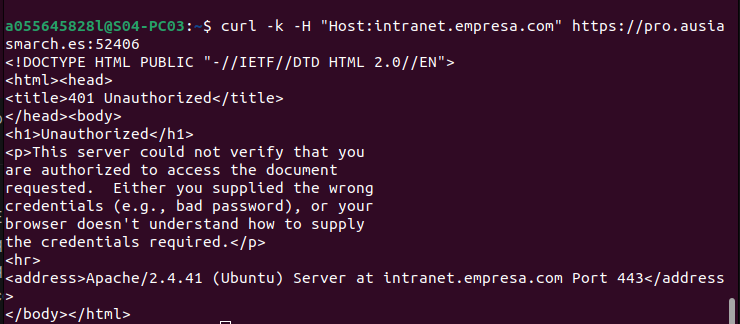 a055645828l@S04-PC03:~$ curl -k -H "Host:intranet.empresa.com" https://pro.ausia
smarch.es:52406
<!DOCTYPE HTML PUBLIC "-//IETF//DTD HTML 2.0//EN">
<html><head>
<title>401 Unauthorized</title>
</head><body>
<h1>Unauthorized</h1>
<p>This server could not verify that you
are authorized to access the document
requested.  Either you supplied the wrong
credentials (e.g., bad password), or your
browser doesn't understand how to supply
the credentials required.</p>
<hr>
<address>Apache/2.4.41 (Ubuntu) Server at intranet.empresa.com Port 443</address
>
</body></html>